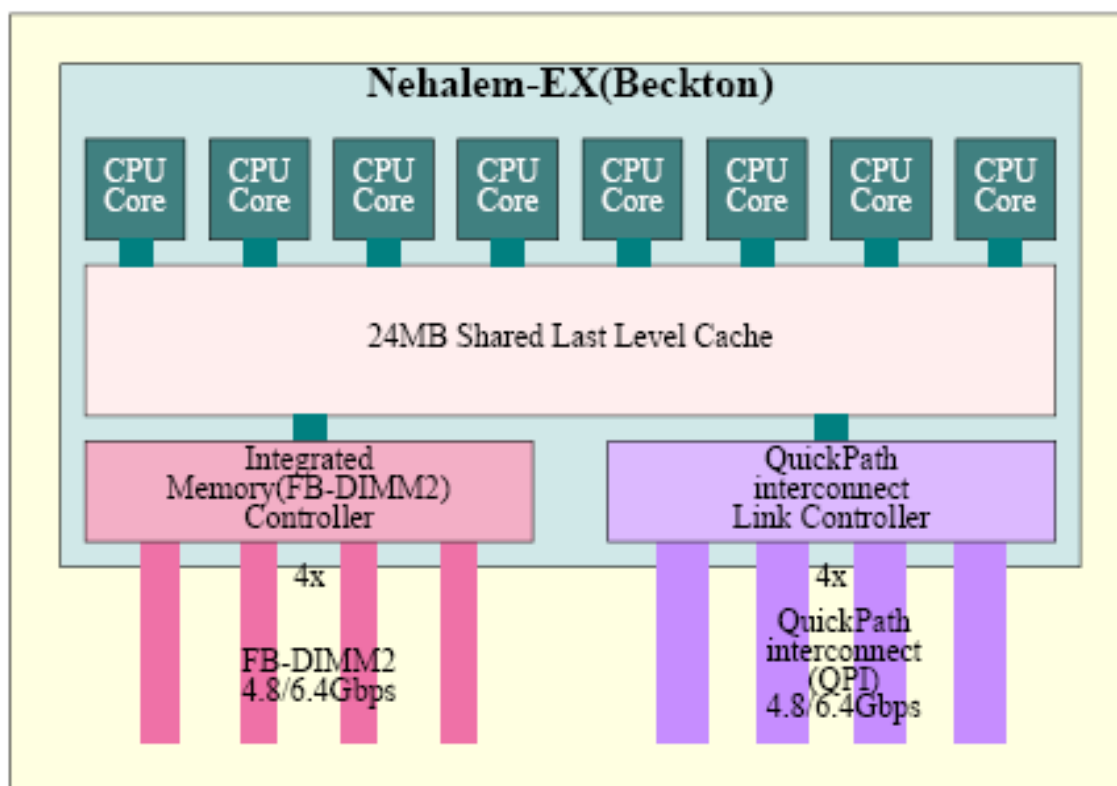 Nehalem-EX(Beckton)
CPU
Core
CPU
Core
CPU
Core
CPU
Core
CPU
Core
CPU
Core
CPU
Core
CPU
Core
24MB Shared Last Level Cache
Integrated
Memory(FB-DIMM2)
Controller
QuickPath
interconnect
Link Controller
4x
FB-DIMM2
4.8/6.4Gbps
4x
QuickPath
interconnect
(QPI)
4.8/6.4Gbps